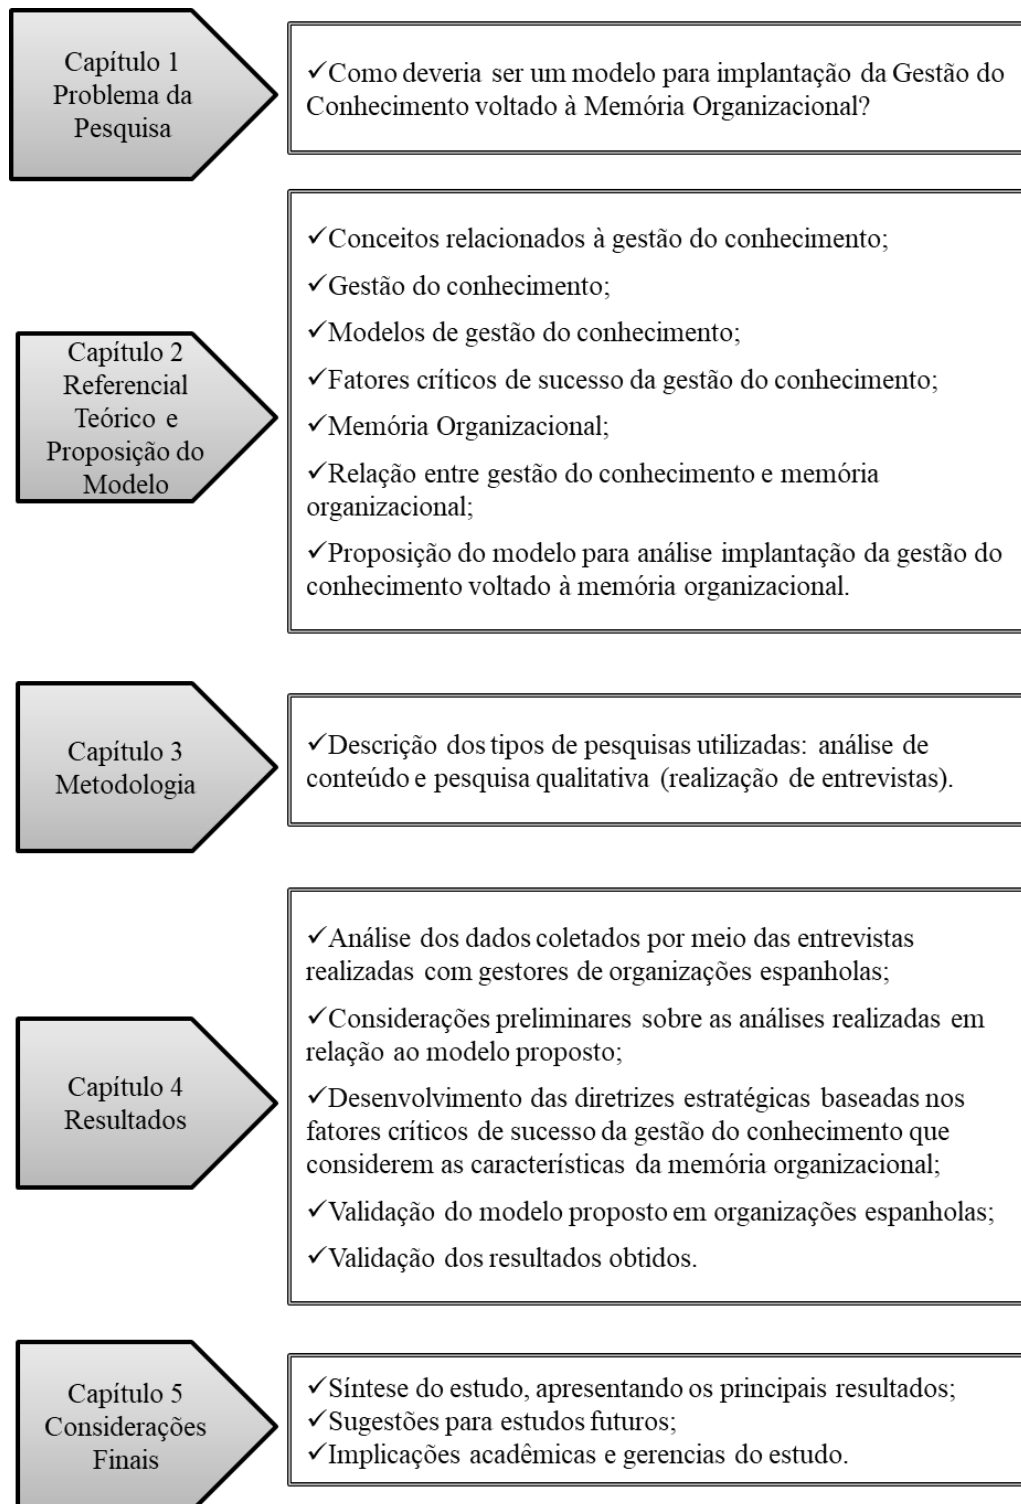 Capítulo 1
Problema da
Pesquisa
✓Como deveria ser um modelo para implantação da Gestão do
Conhecimento voltado à Memória Organizacional?
Capítulo 2
Referencial
Teórico e
Proposição do
Modelo
✓Conceitos relacionados à gestão do conhecimento;
✓Gestão do conhecimento;
✓Modelos de gestão do conhecimento;
✓Fatores críticos de sucesso da gestão do conhecimento;
✓Memória Organizacional;
✓Relação entre gestão do conhecimento e memória
organizacional;
✓Proposição do modelo para análise implantação da gestão do
conhecimento voltado à memória organizacional.
Capítulo 3
Metodologia
✓Descrição dos tipos de pesquisas utilizadas: análise de
conteúdo e pesquisa qualitativa (realização de entrevistas).
Capítulo 4
Resultados
✓Análise dos dados coletados por meio das entrevistas
realizadas com gestores de organizações espanholas;
✓Considerações preliminares sobre as análises realizadas em
relação ao modelo proposto;
✓Desenvolvimento das diretrizes estratégicas baseadas nos
fatores críticos de sucesso da gestão do conhecimento que
considerem as características da memória organizacional;
✓Validação do modelo proposto em organizações espanholas;
✓Validação dos resultados obtidos.
Capítulo 5
Considerações
Finais
✓Síntese do estudo, apresentando os principais resultados;
✓Sugestões para estudos futuros;
✓Implicações acadêmicas e gerencias do estudo.